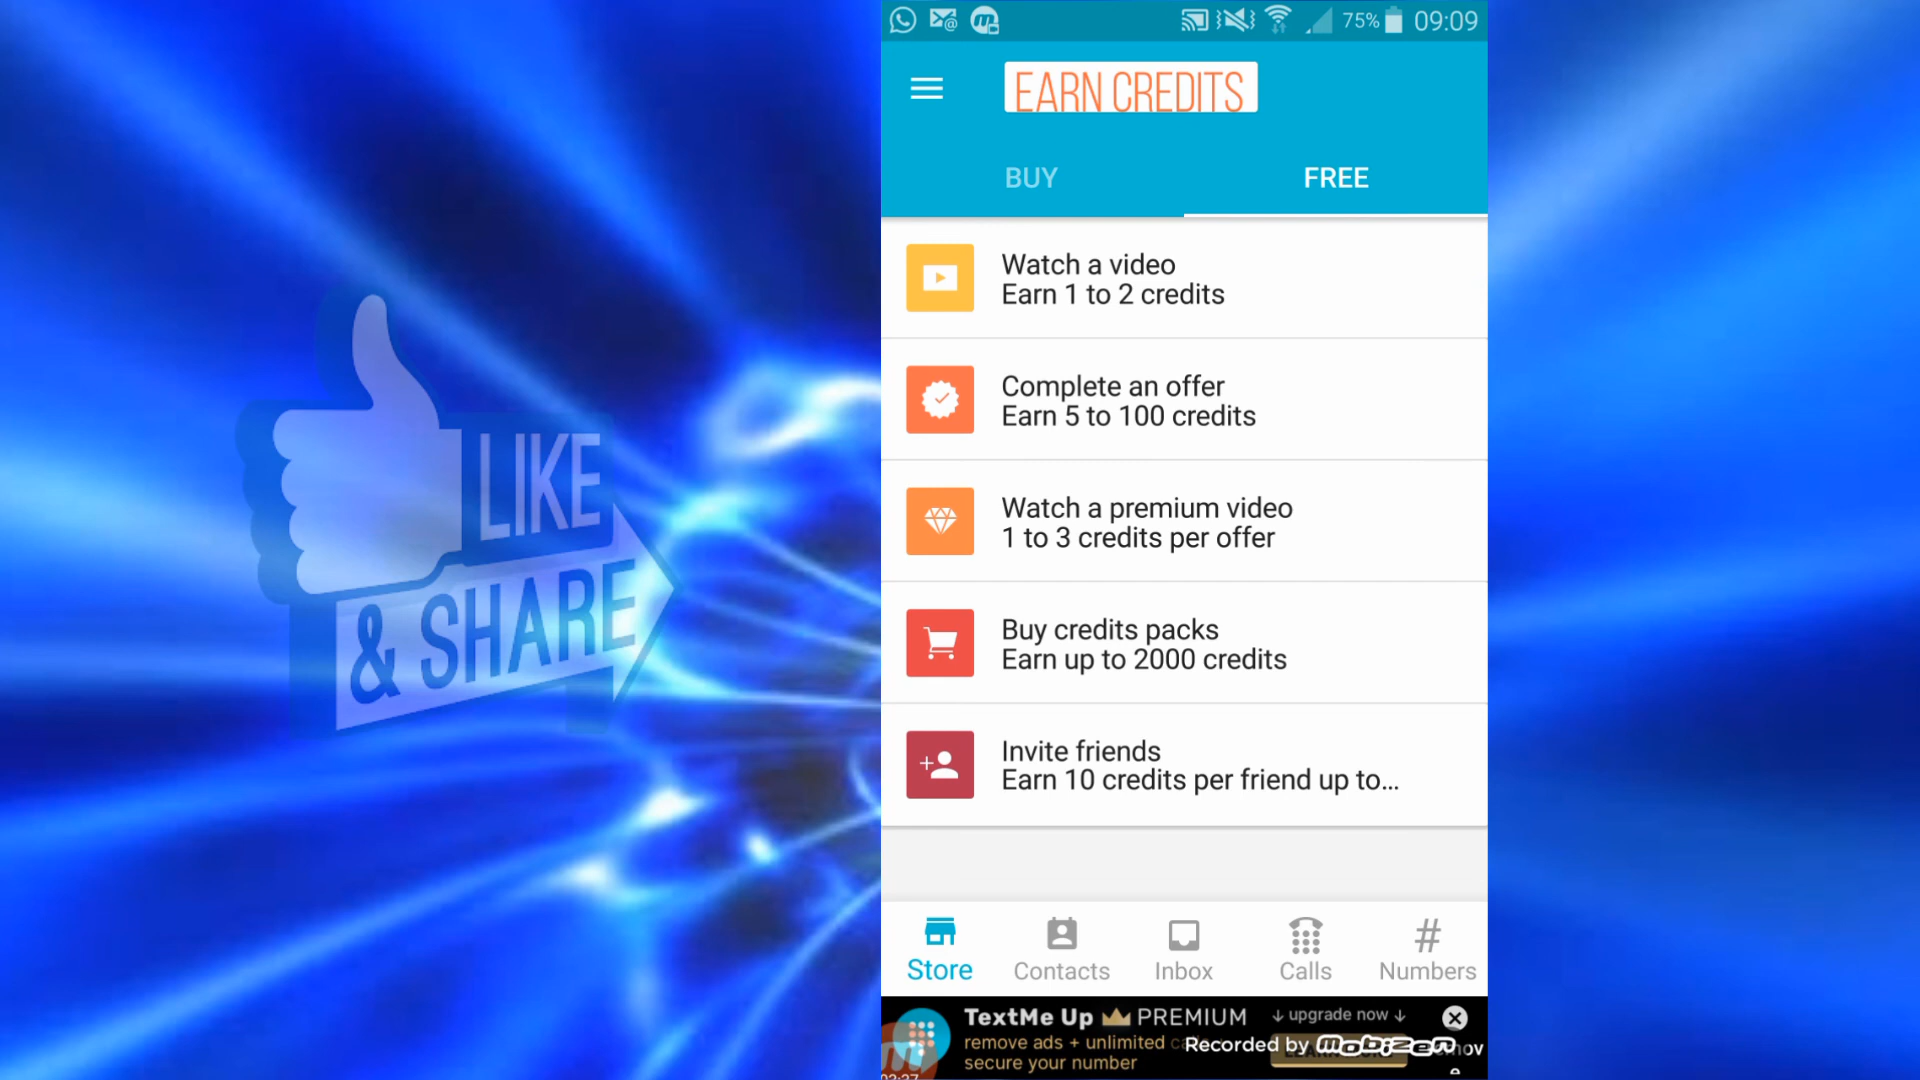 LIKE
& SHARE
75% 09:09
EARN CREDITS
BUY FREE
Watch a video
Earn 1 to 2 credits
Complete an offer
Earn 5 to 100 credits
Watch a premium video
1 to 3 credits per offer
Buy credits packs
Earn up to 2000 credits
Invite friends
Earn 10 credits per friend up to...
Store Contacts Inbox Calls Numbers
TextMe Up PREMIUM ↓ upgrade now ↓
remove ads + unlimited
secure your number
Recorded by mobizen